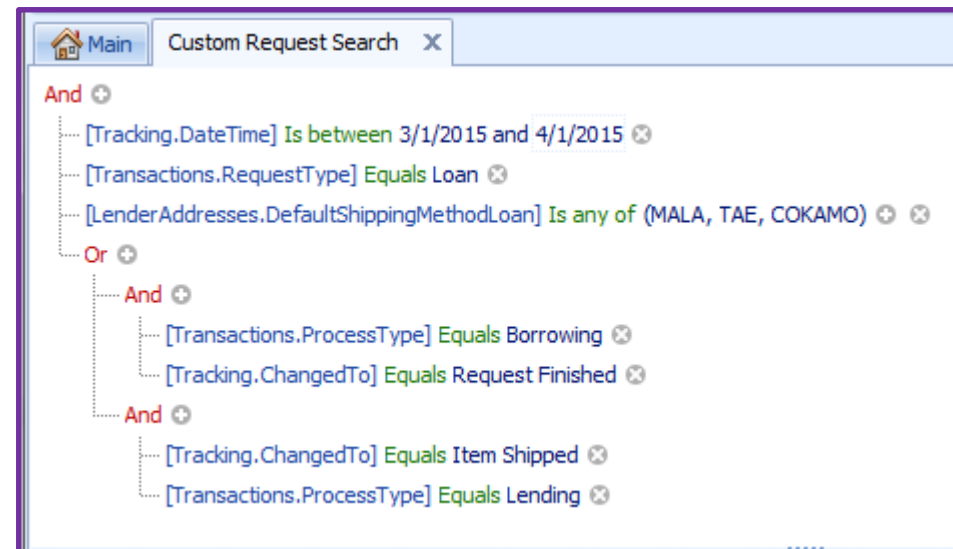 Main Custom Request Search X
And
[Tracking.DateTime] Is between 3/1/2015 and 4/1/2015
[Transactions.RequestType] Equals Loan
[LenderAddresses.DefaultShippingMethodLoan] Is any of (MALA, TAE, COKAMO)
Or
And
[Transactions.ProcessType] Equals Borrowing
[Tracking.ChangedTo] Equals Request Finished
And
[Tracking.ChangedTo] Equals Item Shipped
[Transactions.ProcessType] Equals Lending